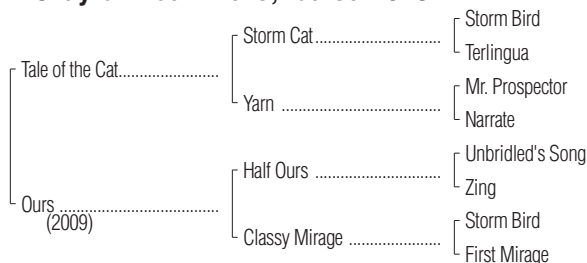 Storm Bird
Storm Cat
Terlingua
Tale of the Cat
Mr. Prospector
Yarn
Narrate
Unbridled's Song
Half Ours
Zing
Ours
(2009)
Storm Bird
Classy Mirage
First Mirage